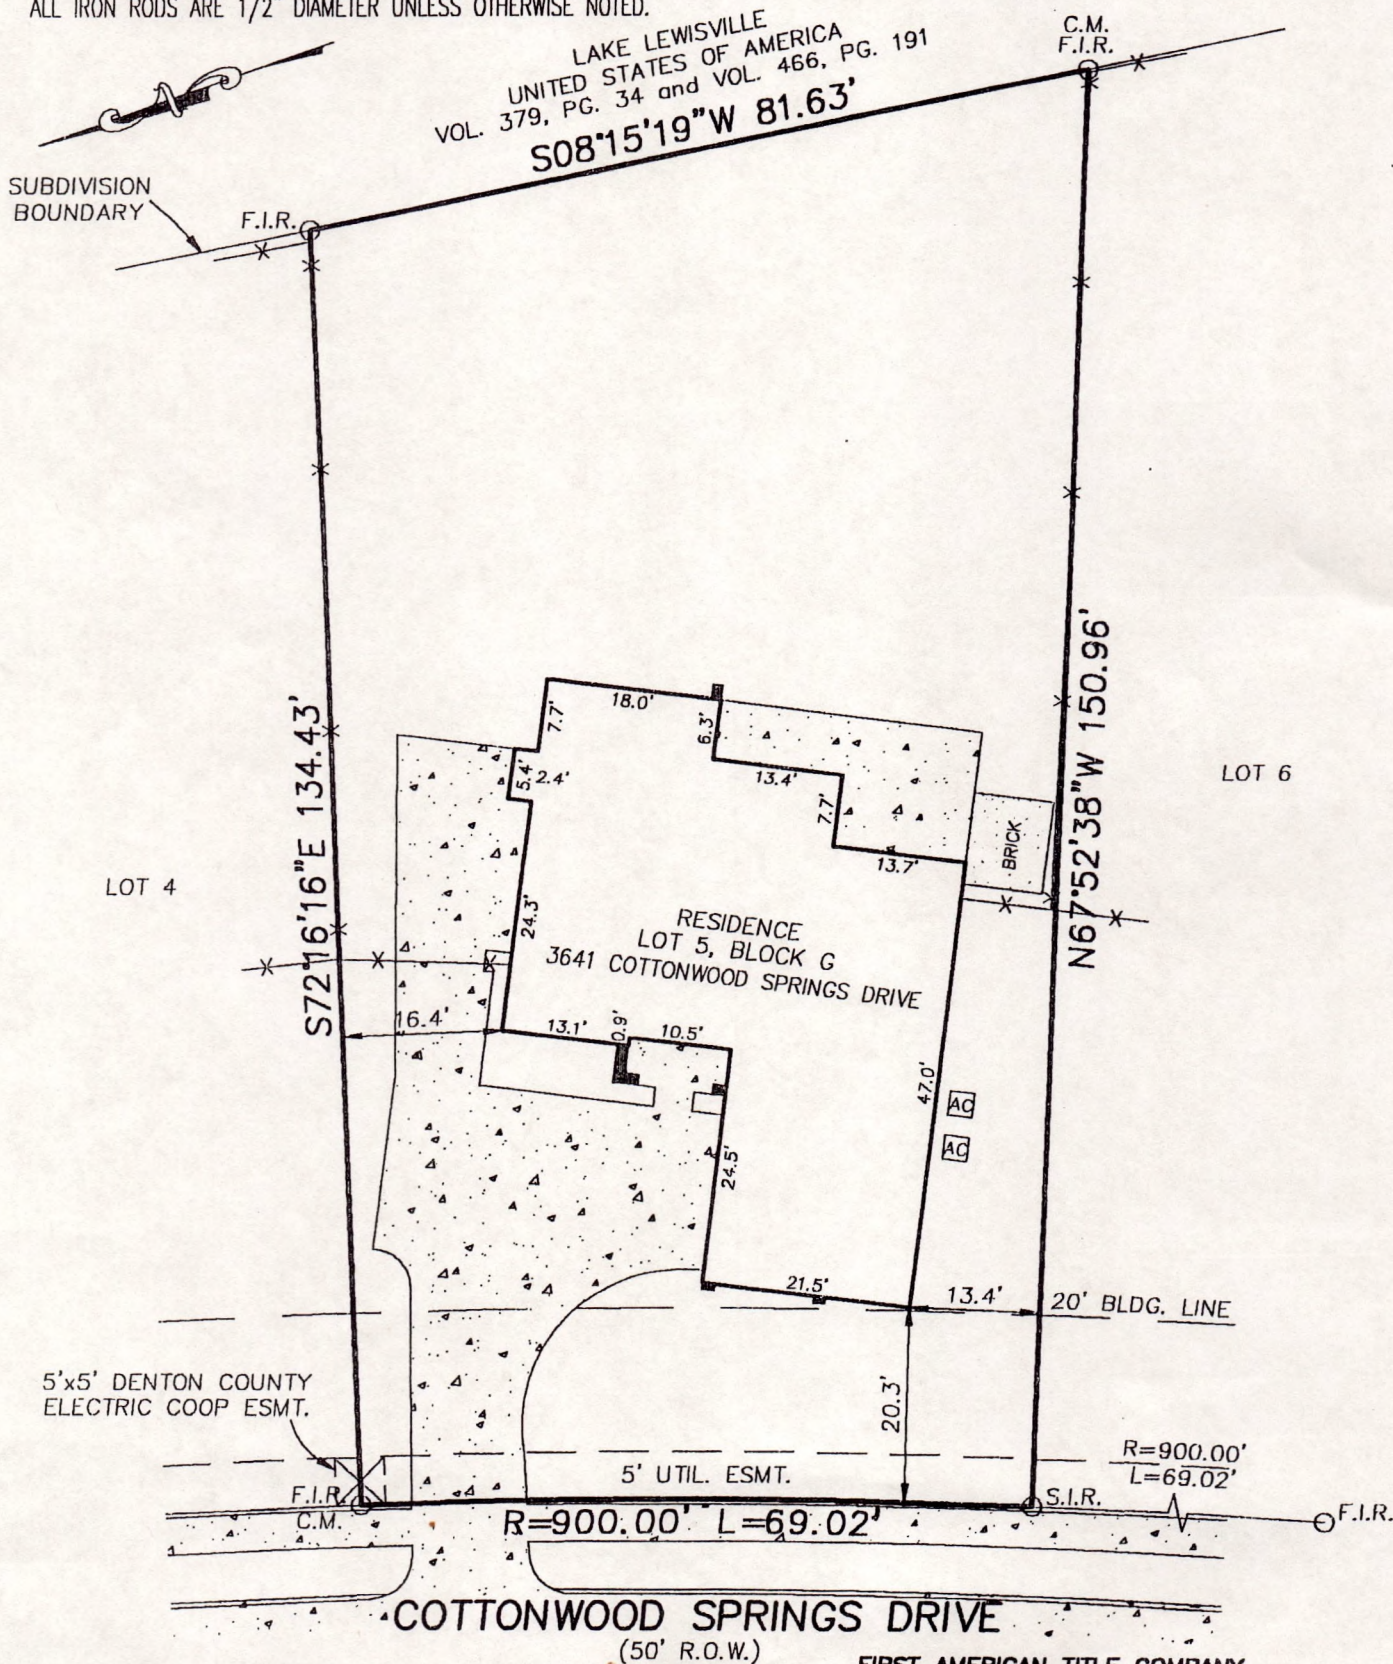 ALL IRON RODS ARE 1/2" DIAMETER UNLESS OTHERWISE NOTED.
LAKE LEWISVILLE
UNITED STATES OF AMERICA
VOL. 379, PG. 34 and VOL. 466, PG. 191
S08°15'19"W 81.63'
C.M.
F.I.R.
N
SUBDIVISION
BOUNDARY
F.I.R.
S72°16'16"E 134.43'
N67°52'38"W 150.96'
LOT 4
LOT 6
18.0'
7.7'
6.3'
5.4'
2.4'
13.4'
7.7'
13.7'
BRICK
24.3'
RESIDENCE
LOT 5, BLOCK G
3641 COTTONWOOD SPRINGS DRIVE
16.4'
13.1'
0.9'
10.5'
47.0'
AC
AC
24.5'
21.5'
13.4'
20' BLDG. LINE
20.3'
5'x5' DENTON COUNTY
ELECTRIC COOP ESMT.
5' UTIL. ESMT.
R=900.00'
L=69.02'
F.I.R.
C.M.
S.I.R.
F.I.R.
R=900.00' L=69.02'
COTTONWOOD SPRINGS DRIVE
(50' R.O.W.)
FIRST AMERICAN TITLE COMPANY